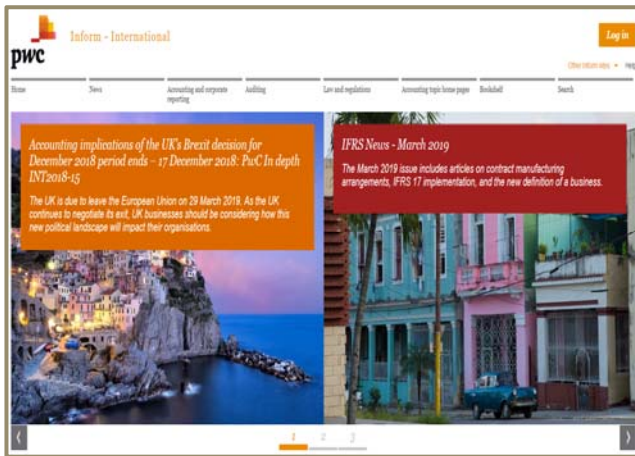 pwc
Inform - International
Log in
Other Inform sites
Help
Home
News
Accounting and corporate
reporting
Auditing
Law and regulations
Accounting topic home pages
Bookshelf
Search
Accounting implications of the UK's Brexit decision for
December 2018 period ends – 17 December 2018: PwC In depth
INT2018-15
The UK is due to leave the European Union on 29 March 2019. As the UK
continues to negotiate its exit, UK businesses should be considering how this
new political landscape will impact their organisations.
IFRS News - March 2019
The March 2019 issue includes articles on contract manufacturing
arrangements, IFRS 17 implementation, and the new definition of a business.
1 2 3